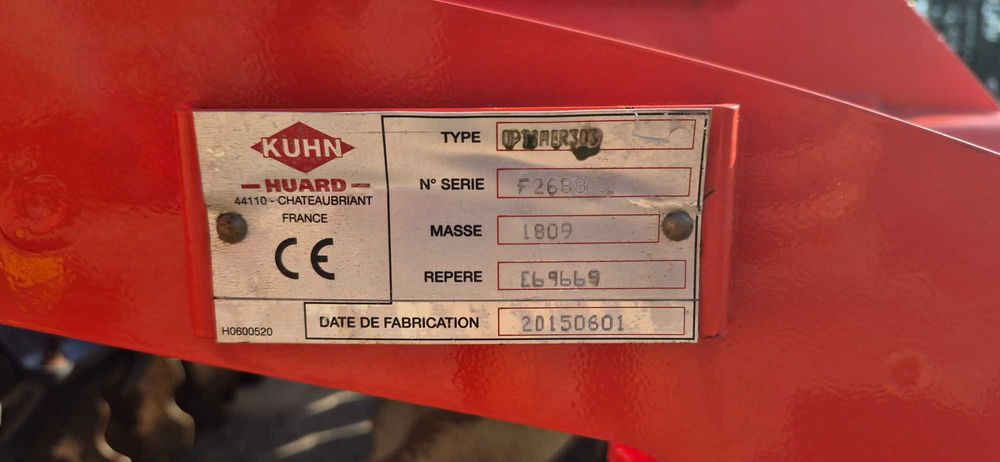 KUHN
HUARD
44110 - CHATEAUBRIANT
FRANCE
CE
H0600520
TYPE OPTIMER303
N° SERIE F2688
MASSE 1809
REPERE E69669
DATE DE FABRICATION 20150601